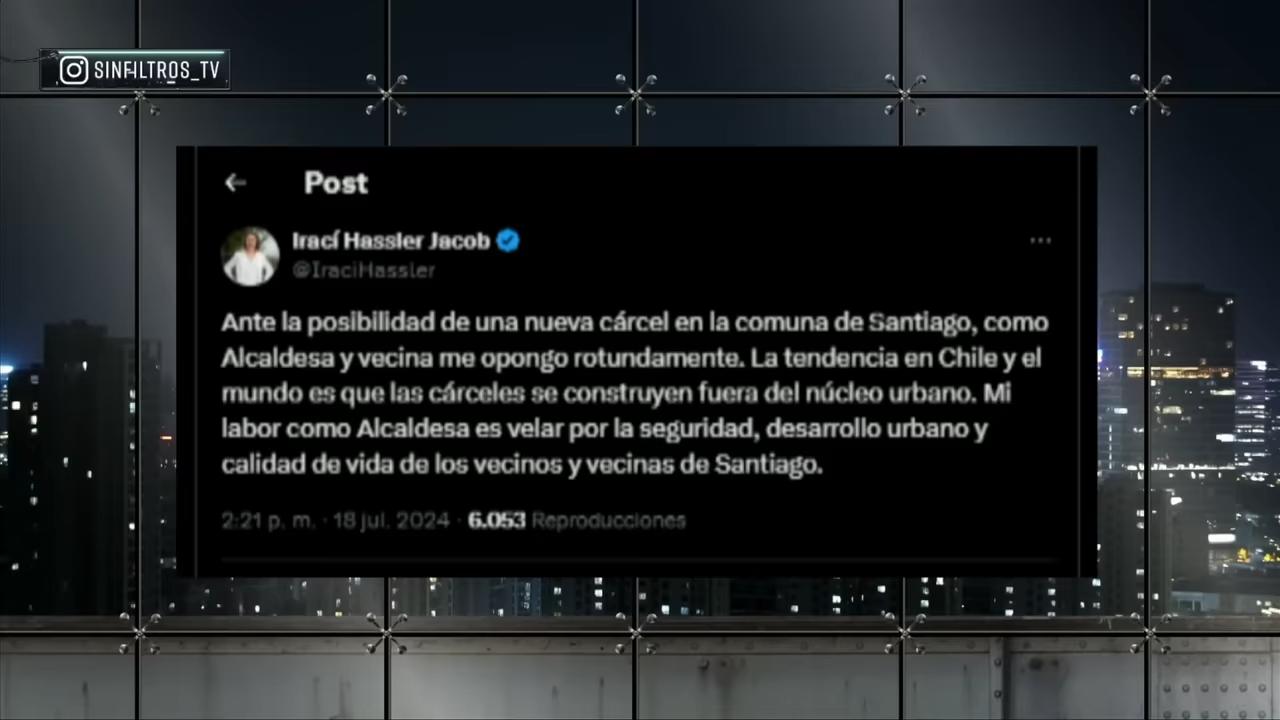 SINFILTROS_TV
Post
Irací Hassler Jacob
@IraciHassler
Ante la posibilidad de una nueva cárcel en la comuna de Santiago, como
Alcaldesa y vecina me opongo rotundamente. La tendencia en Chile y el
mundo es que las cárceles se construyen fuera del núcleo urbano. Mi
labor como Alcaldesa es velar por la seguridad, desarrollo urbano y
calidad de vida de los vecinos y vecinas de Santiago.
2:21 p. m. · 18 jul. 2024 · 6.053 Reproducciones